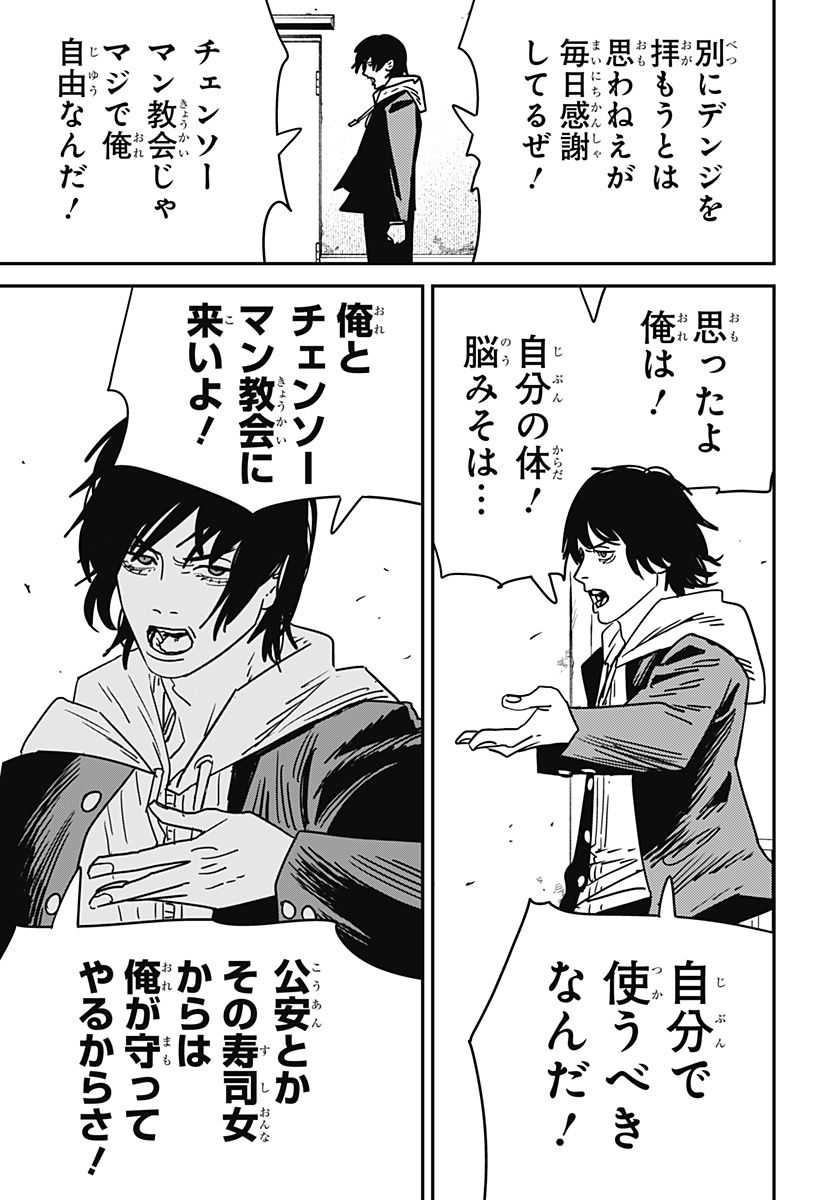 別にデンジを
拝もうとは
思わねえが
毎日感謝
してるぜ!
チェンソー
マン教会じゃ
マジで俺
自由なんだ!
思ったよ
俺は!
自分の体!
脳みそは…
自分で
使うべき
なんだ!
俺と
チェンソー
マン教会に
来いよ!
公安とか
その寿司女
からは
俺が守って
やるからさ!